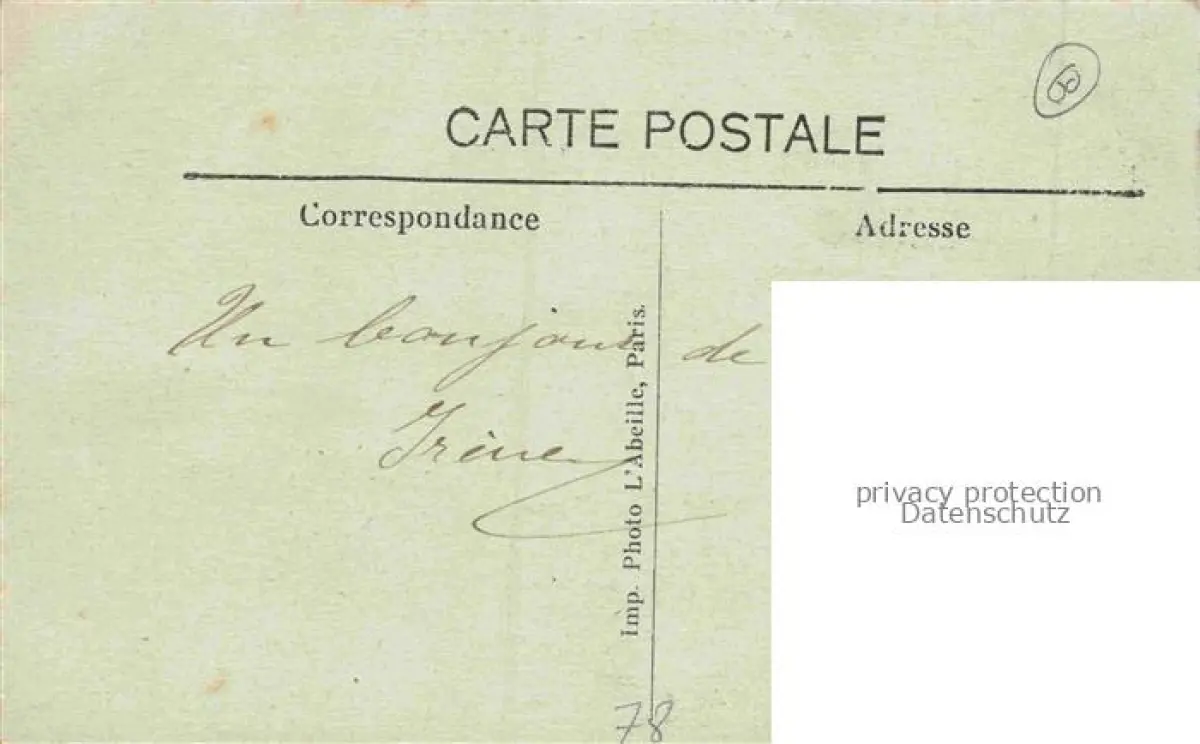 CARTE POSTALE
Correspondance
Adresse
Un bonjour de
Irène
Imp. Photo L'Abeille, Paris.
privacy protection
Datenschutz
78